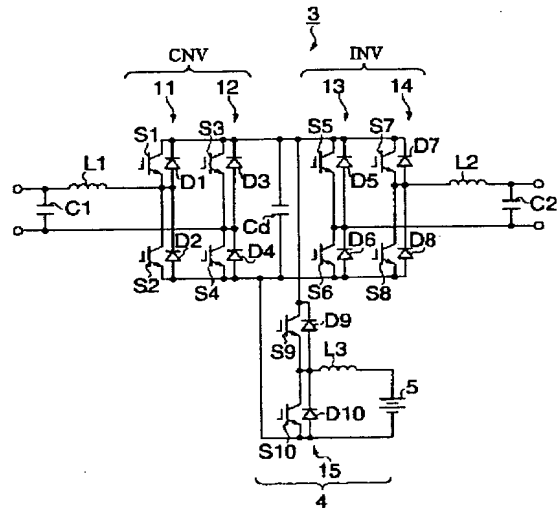 3
CNV
INV
11
12
13
14
S1
S3
S5
S7
L1
D1
D3
D5
D7
L2
C1
Cd
C2
D2
D4
D6
D8
S2
S4
S6
S8
D9
S9
L3
5
D10
S10
15
4